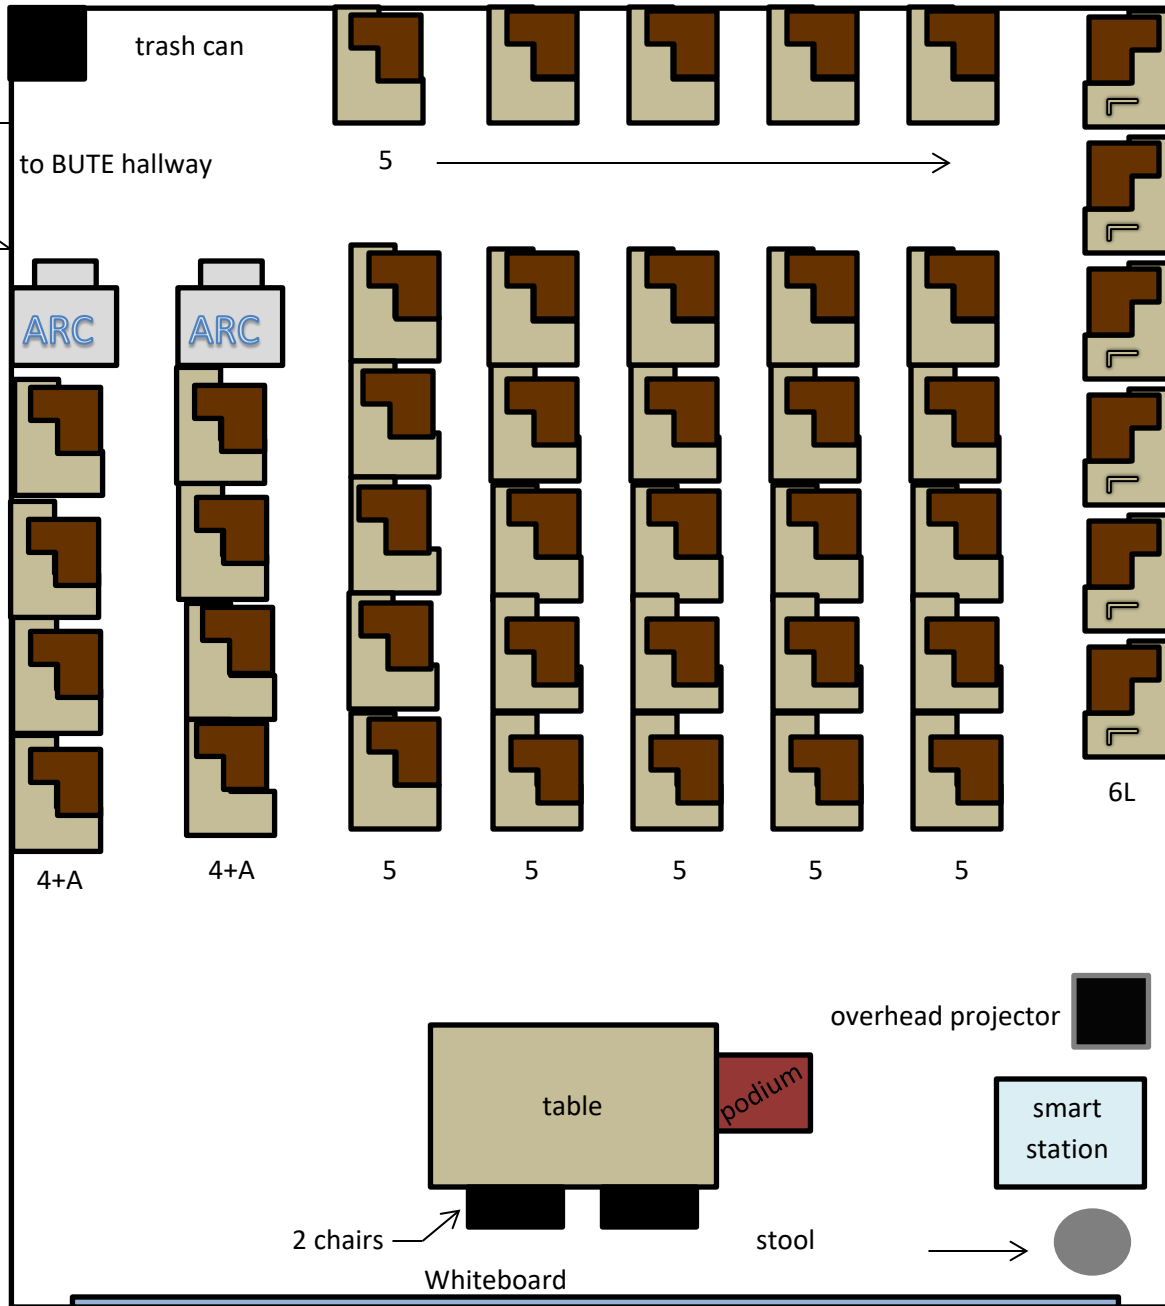 trash can
to BUTE hallway
5
ARC
ARC
6L
4+A
4+A
5
5
5
5
5
overhead projector
table
podium
smart
station
2 chairs
stool
Whiteboard